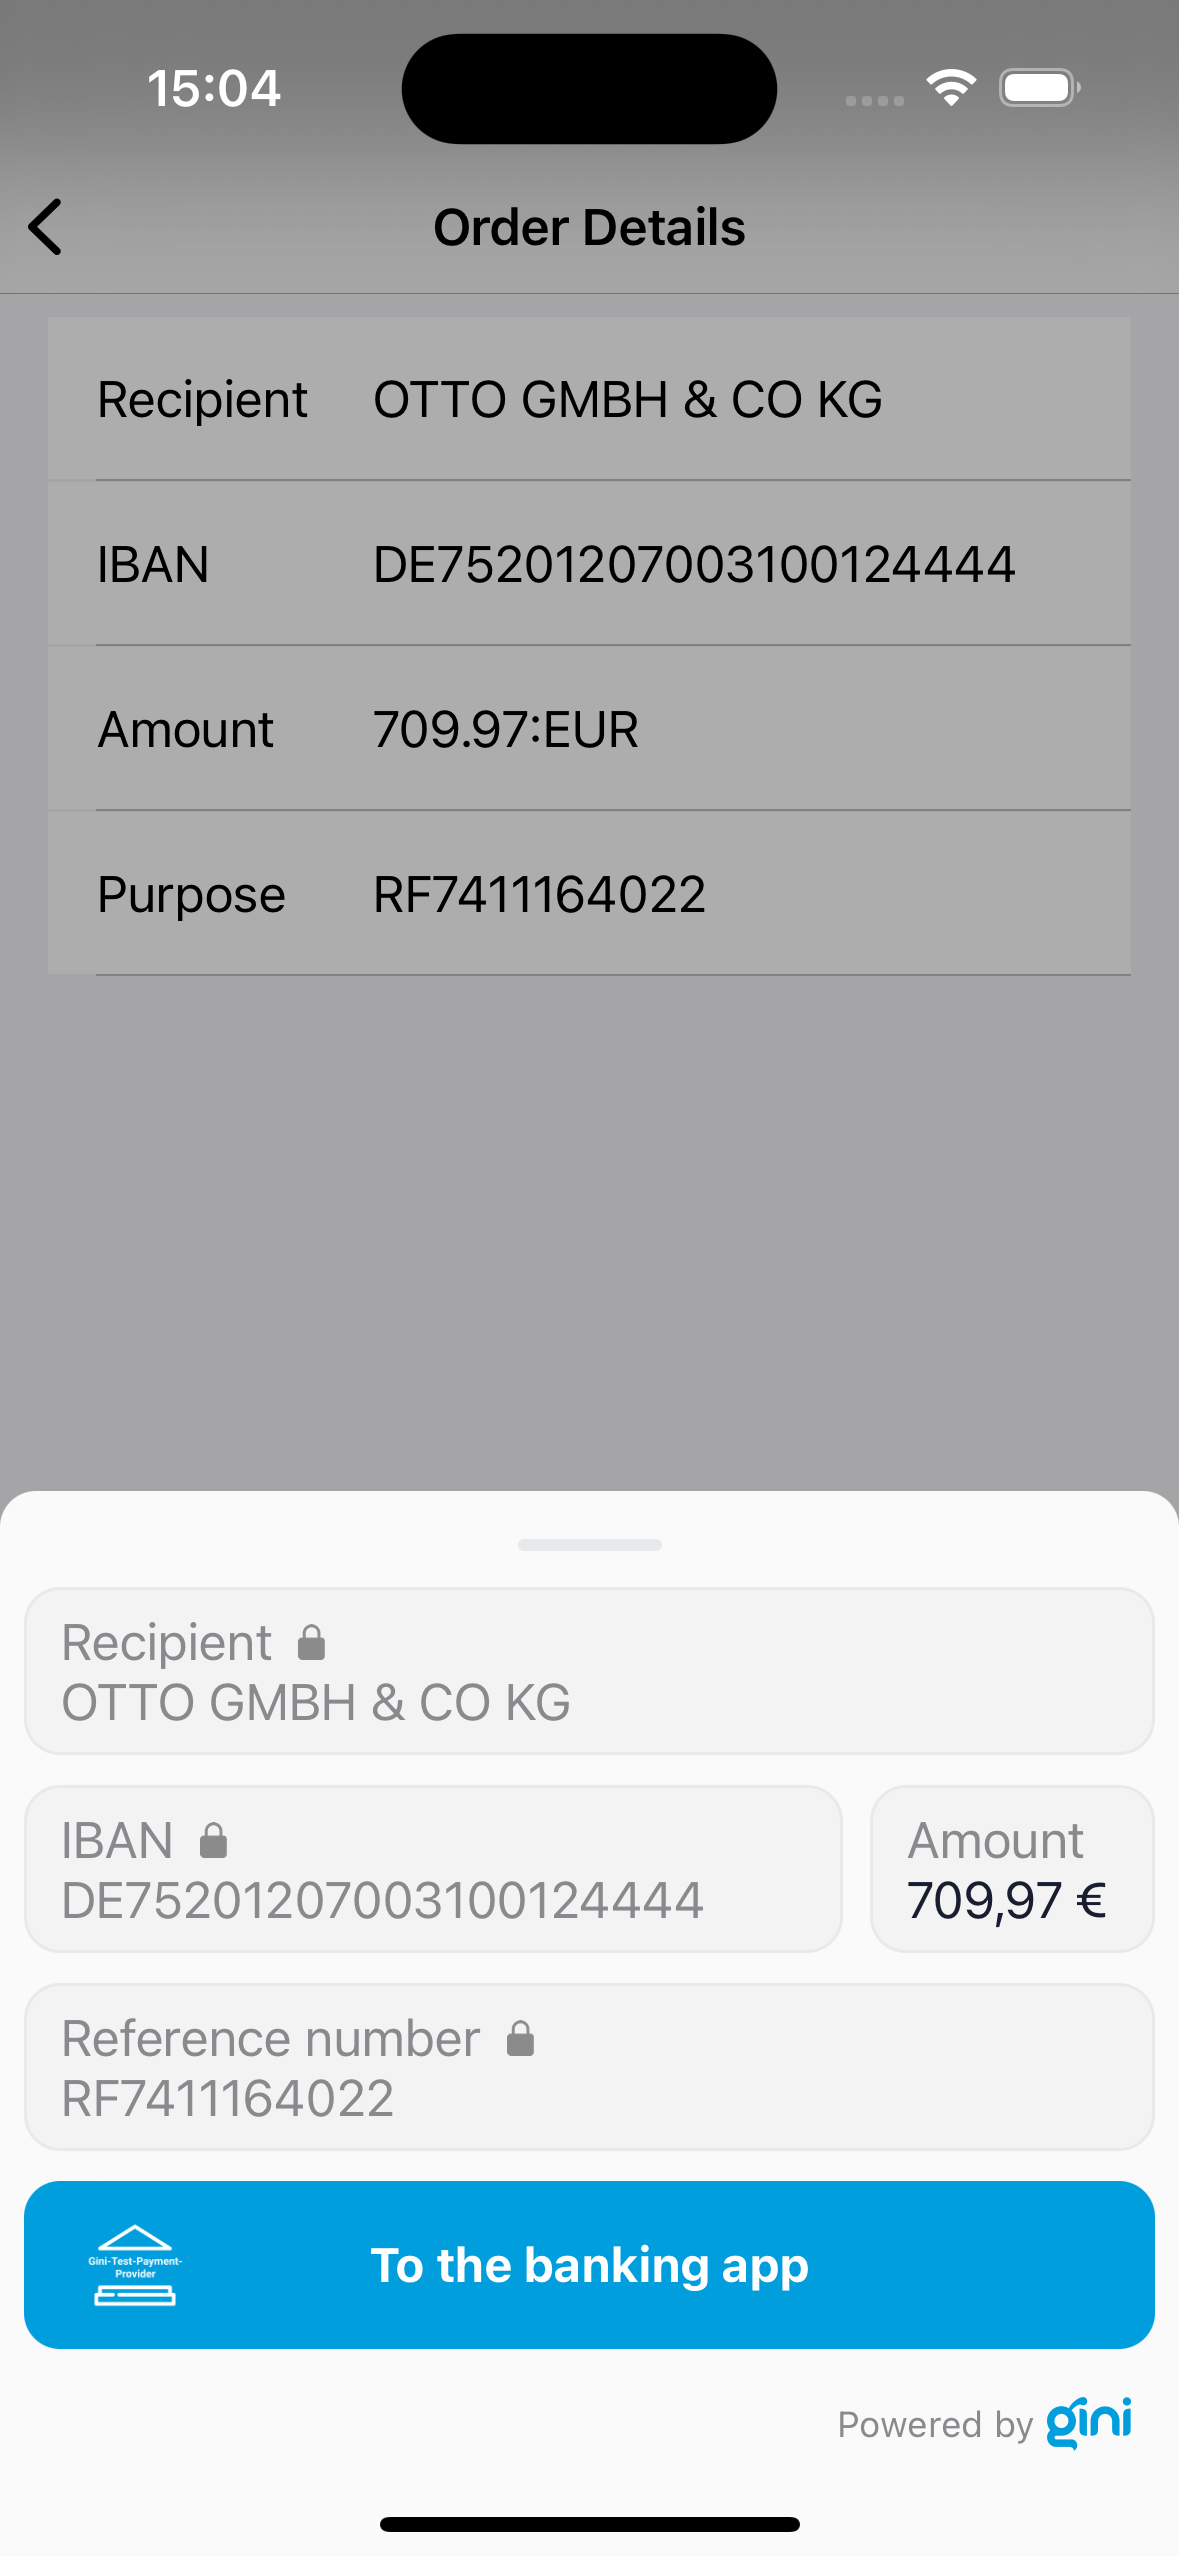 15:04
Order Details
Recipient OTTO GMBH & CO KG
IBAN DE75201207003100124444
Amount 709.97:EUR
Purpose RF7411164022
Recipient
OTTO GMBH & CO KG
IBAN
DE75201207003100124444
Amount
709,97 €
Reference number
RF7411164022
Gini-Test-Payment-
Provider
To the banking app
Powered by gini